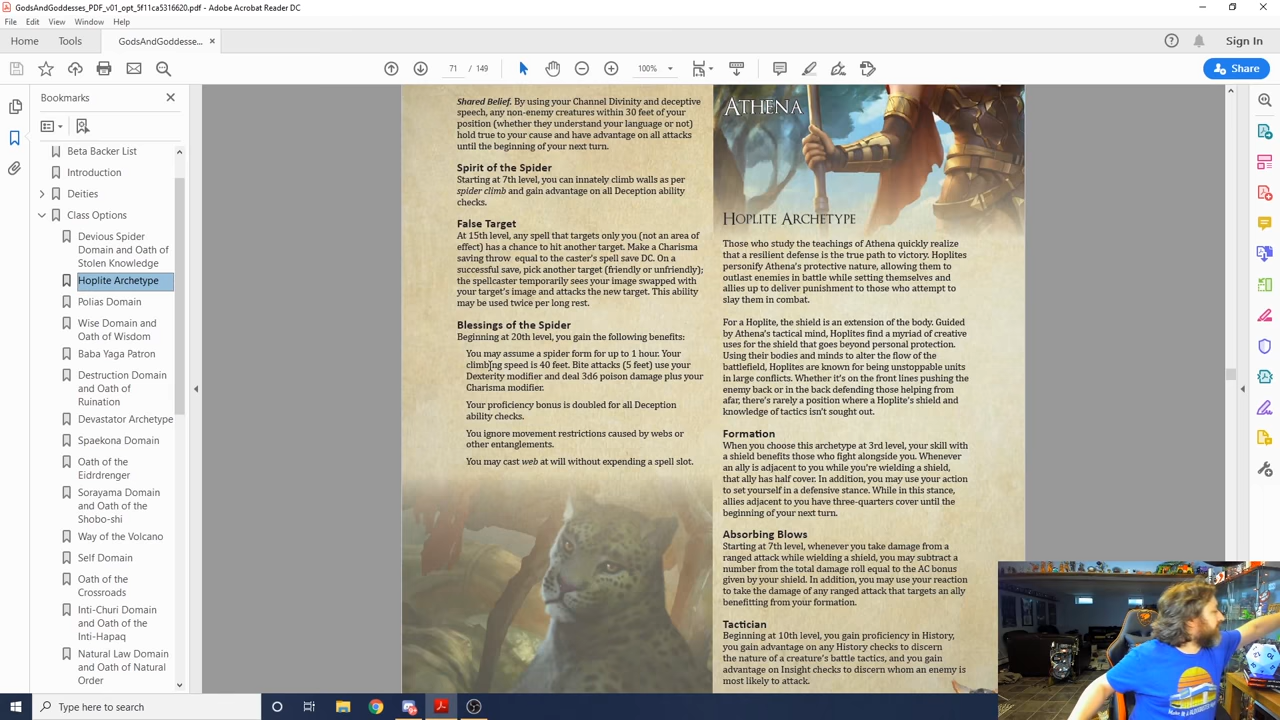 GodsAndGoddesses_PDF_v01_opt_5f11ca5316620.pdf - Adobe Acrobat Reader DC
File Edit View Window Help
Home Tools GodsAndGoddesse... ×
Sign In
71 / 149
100%
Share
Bookmarks
Beta Backer List
Introduction
Deities
Class Options
Devious Spider
Domain and Oath of
Stolen Knowledge
Hoplite Archetype
Polias Domain
Wise Domain and
Oath of Wisdom
Baba Yaga Patron
Destruction Domain
and Oath of
Ruination
Devastator Archetype
Spaekona Domain
Oath of the
Eidrdrenger
Sorayama Domain
and Oath of the
Shobo-shi
Way of the Volcano
Self Domain
Oath of the
Crossroads
Inti-Churi Domain
and Oath of the
Inti-Hapaq
Natural Law Domain
and Oath of Natural
Order
Shared Belief. By using your Channel Divinity and deceptive
speech, any non-enemy creatures within 30 feet of your
position (whether they understand your language or not)
hold true to your cause and have advantage on all attacks
until the beginning of your next turn.
Spirit of the Spider
Starting at 7th level, you can innately climb walls as per
spider climb and gain advantage on all Deception ability
checks.
False Target
At 15th level, any spell that targets only you (not an area of
effect) has a chance to hit another target. Make a Charisma
saving throw equal to the caster's spell save DC. On a
successful save, pick another target (friendly or unfriendly);
the spellcaster temporarily sees your image swapped with
your target's image and attacks the new target. This ability
may be used twice per long rest.
Blessings of the Spider
Beginning at 20th level, you gain the following benefits:
You may assume a spider form for up to 1 hour. Your
climbing speed is 40 feet. Bite attacks (5 feet) use your
Dexterity modifier and deal 3d6 poison damage plus your
Charisma modifier.
Your proficiency bonus is doubled for all Deception
ability checks.
You ignore movement restrictions caused by webs or
other entanglements.
You may cast web at will without expending a spell slot.
Athena
Hoplite Archetype
Those who study the teachings of Athena quickly realize
that a resilient defense is the true path to victory. Hoplites
personify Athena's protective nature, allowing them to
outlast enemies in battle while setting themselves and
allies up to deliver punishment to those who attempt to
slay them in combat.
For a Hoplite, the shield is an extension of the body. Guided
by Athena's tactical mind, Hoplites find a myriad of creative
uses for the shield that goes beyond personal protection.
Using their bodies and minds to alter the flow of the
battlefield, Hoplites are known for being unstoppable units
in large conflicts. Whether it's on the front lines pushing the
enemy back or in the back defending those helping from
afar, there's rarely a position where a Hoplite's shield and
knowledge of tactics isn't sought out.
Formation
When you choose this archetype at 3rd level, your skill with
a shield benefits those who fight alongside you. Whenever
an ally is adjacent to you while you're wielding a shield,
that ally has half cover. In addition, you may use your action
to set yourself in a defensive stance. While in this stance,
allies adjacent to you have three-quarters cover until the
beginning of your next turn.
Absorbing Blows
Starting at 7th level, whenever you take damage from a
ranged attack while wielding a shield, you may subtract a
number from the total damage roll equal to the AC bonus
given by your shield. In addition, you may use your reaction
to take the damage of any ranged attack that targets an ally
benefitting from your formation.
Tactician
Beginning at 10th level, you gain proficiency in History,
you gain advantage on any History checks to discern
the nature of a creature's battle tactics, and you gain
advantage on Insight checks to discern whom an enemy is
most likely to attack.
Type here to search